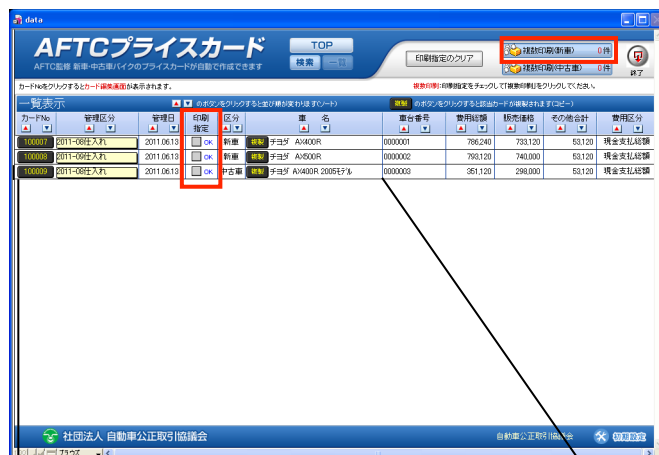 data
AFTCプライスカード
AFTC監修 新車・中古車バイクのプライスカードが自動で作成できます
TOP
検索 一覧
印刷指定のクリア
複数印刷(新車) 0件
複数印刷(中古車) 0件
終了
カードNoをクリックするとカード編集画面が表示されます。
複数印刷:印刷指定をチェックして複数印刷をクリックしてください。
一覧表示 ▲ ▼ のボタンをクリックすると並び順が変わります(ソート) 複製 のボタンをクリックすると該当カードが複製されます(コピー)
カードNo 管理区分 管理日 印刷指定 区分 車 名 車台番号 費用総額 販売価格 その他合計 費用区分
100007 2011-08仕入れ 2011.06.13 OK 新車 複製 チヨダ AX400R 0000001 786,240 733,120 53,120 現金支払総額
100008 2011-09仕入れ 2011.06.13 OK 新車 複製 チヨダ AX500R 0000002 793,120 740,000 53,120 現金支払総額
100009 2011-09仕入れ 2011.06.13 OK 中古車 複製 チヨダ AX400R 2005モデル 0000003 351,120 298,000 53,120 現金支払総額
社団法人 自動車公正取引協議会
自動車公正取引協議会
初期設定
100
ブラウズ